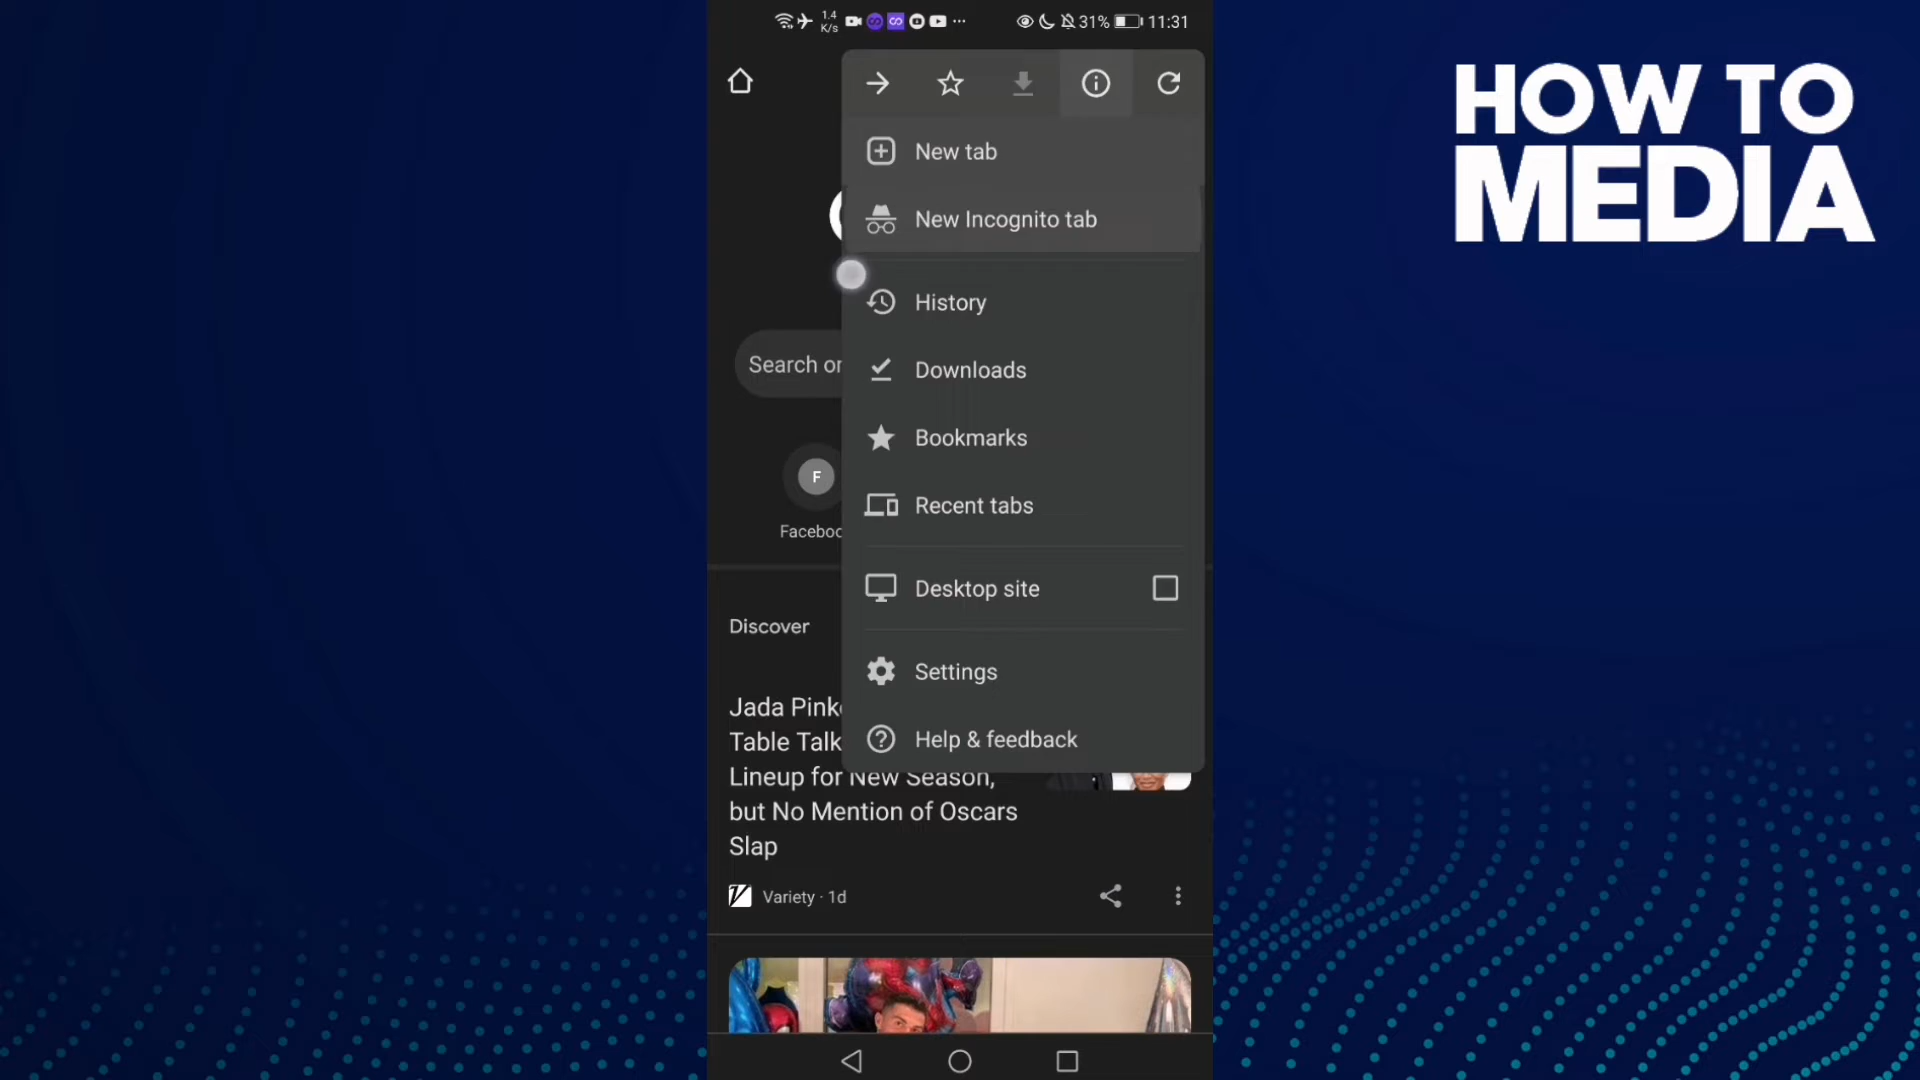 1.4
K/s
31%
11:31
HOW TO
MEDIA
New tab
New Incognito tab
History
Search or
Downloads
Bookmarks
F
Recent tabs
Faceboo
Desktop site
Discover
Settings
Jada Pink
Table Talk
Help & feedback
Lineup for New Season,
but No Mention of Oscars
Slap
Variety · 1d